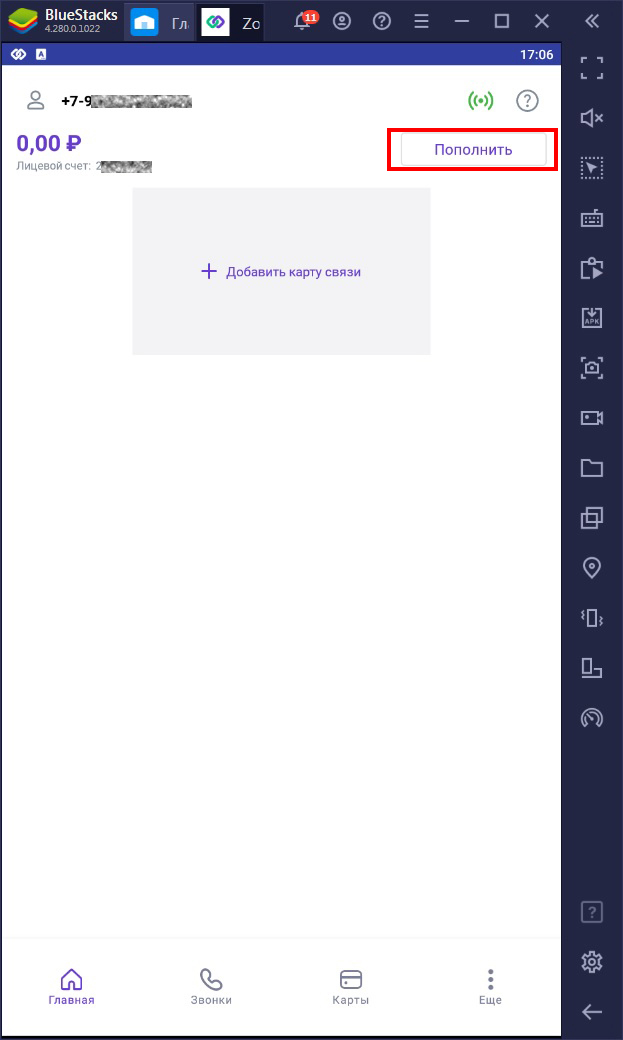 BlueStacks
4.280.0.1022
Гл
Zo
11
17:06
+7-9
0,00 ₽
Пополнить
Лицевой счет: 2
+ Добавить карту связи
APK
Главная
Звонки
Карты
Еще